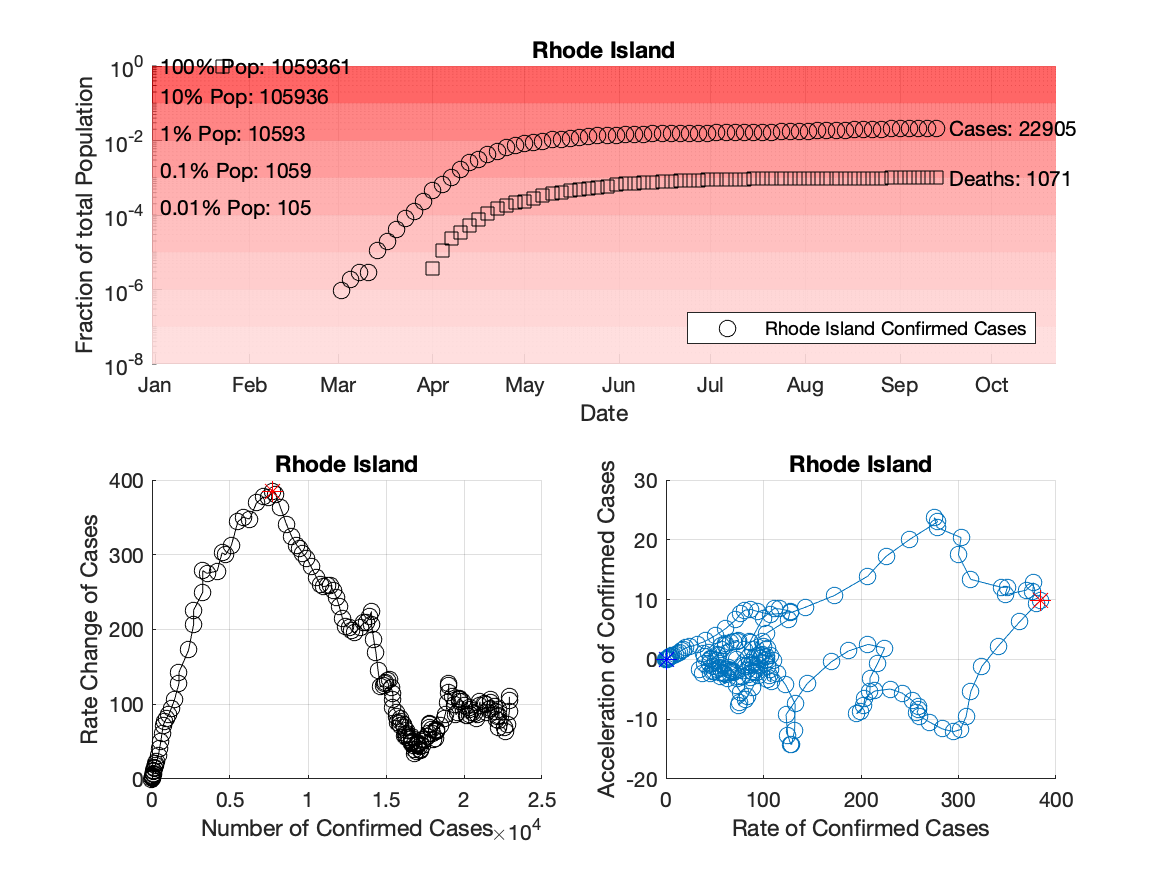 Rhode Island
10^0
10^-2
10^-4
10^-6
10^-8
Fraction of total Population
100% Pop: 1059361
10% Pop: 105936
1% Pop: 10593
0.1% Pop: 1059
0.01% Pop: 105
Cases: 22905
Deaths: 1071
Rhode Island Confirmed Cases
Jan Feb Mar Apr May Jun Jul Aug Sep Oct
Date
Rhode Island
400
300
200
100
0
Rate Change of Cases
0 0.5 1 1.5 2 2.5
Number of Confirmed Cases ×10^4
Rhode Island
30
20
10
0
-10
-20
Acceleration of Confirmed Cases
0 100 200 300 400
Rate of Confirmed Cases